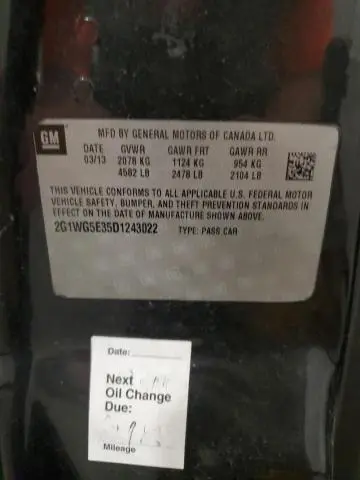 GM
MFD BY GENERAL MOTORS OF CANADA LTD.
DATE GVWR GAWR FRT GAWR RR
03/13 2078 KG 1124 KG 954 KG
4582 LB 2478 LB 2104 LB
THIS VEHICLE CONFORMS TO ALL APPLICABLE U.S. FEDERAL MOTOR
VEHICLE SAFETY, BUMPER, AND THEFT PREVENTION STANDARDS IN
EFFECT ON THE DATE OF MANUFACTURE SHOWN ABOVE.
2G1WG5E35D1243022 TYPE: PASS CAR
Date:
Next
Oil Change
Due:
Mileage